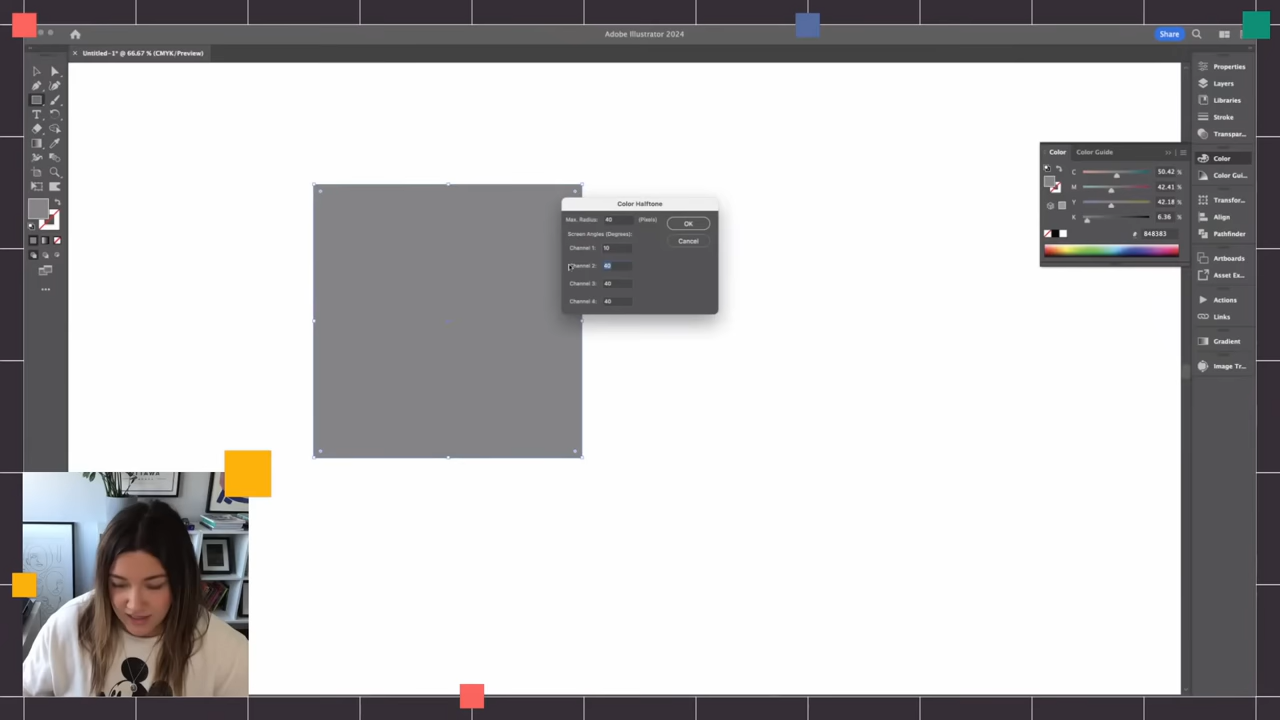 Adobe Illustrator 2024
Share
× Untitled-1* @ 66.67 % (CMYK/Preview)
Properties
Layers
Libraries
Stroke
Transpar...
Color
Color Gui...
Transfor...
Align
Pathfinder
Artboards
Asset Ex...
Actions
Links
Gradient
Image Tr...
Color
Color Guide
C 50.42 %
M 42.41 %
Y 42.18 %
K 6.36 %
# 848383
Color Halftone
Max. Radius: 40 (Pixels)
OK
Screen Angles (Degrees):
Cancel
Channel 1: 10
Channel 2: 40
Channel 3: 40
Channel 4: 40